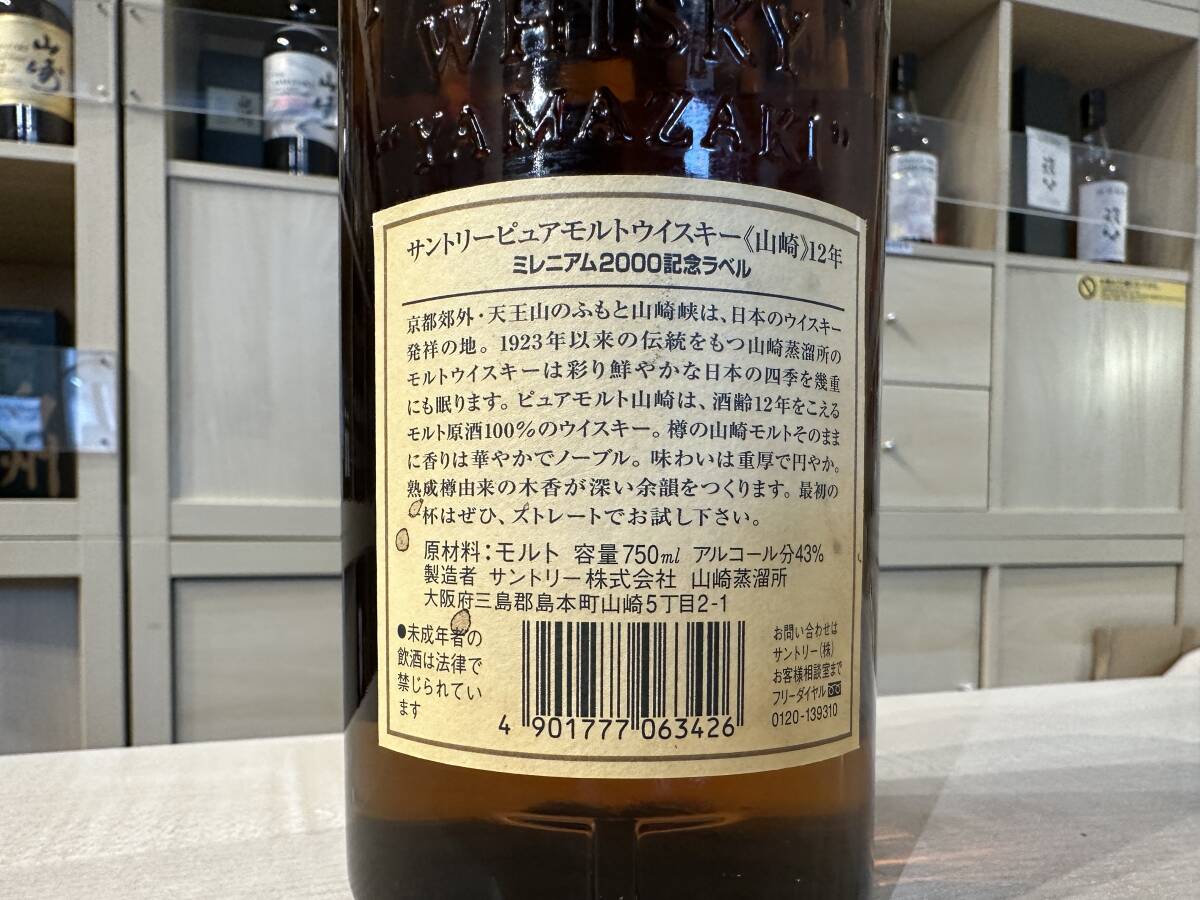 WHISKY
"YAMAZAKI"
サントリーピュアモルトウイスキー《山崎》12年
ミレニアム2000記念ラベル
京都郊外・天王山のふもと山崎峡は、日本のウイスキー
発祥の地。1923年以来の伝統をもつ山崎蒸溜所の
モルトウイスキーは彩り鮮やかな日本の四季を幾重
にも眠ります。ピュアモルト山崎は、酒齢12年をこえる
モルト原酒100%のウイスキー。樽の山崎モルトそのまま
に香りは華やかでノーブル。味わいは重厚で円やか。
熟成樽由来の木香が深い余韻をつくります。最初の
杯はぜひ、ストレートでお試し下さい。
原材料：モルト 容量750ml アルコール分43%
製造者 サントリー株式会社 山崎蒸溜所
大阪府三島郡島本町山崎5丁目2-1
●未成年者の
飲酒は法律で
禁じられてい
ます
4 901777 063426
お問い合わせは
サントリー(株)
お客様相談室まで
フリーダイヤル
0120-139310
山崎